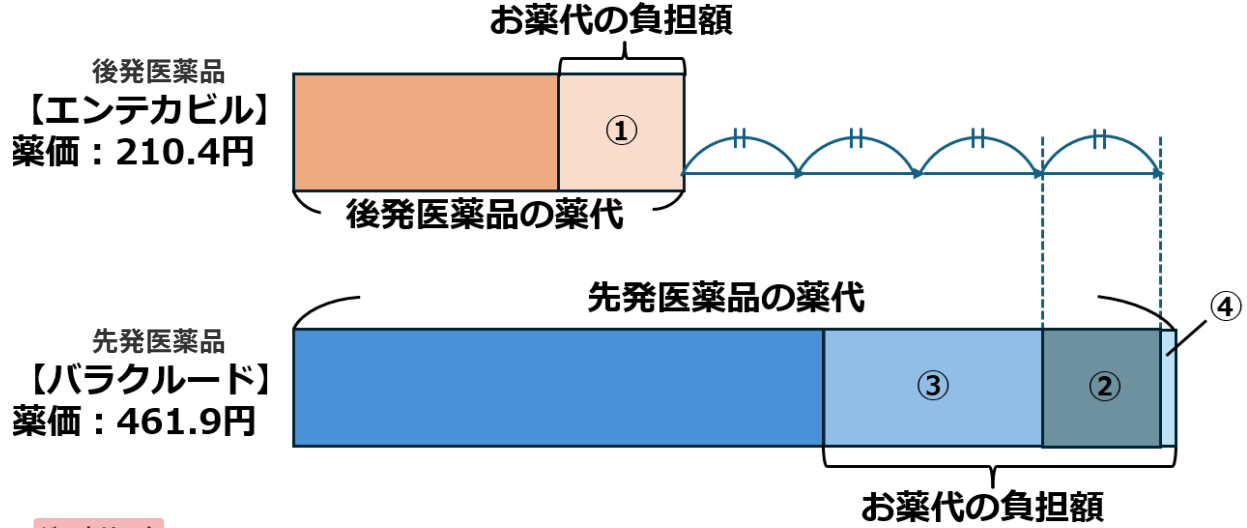 お薬代の負担額
後発医薬品
【エンテカビル】
薬価：210.4円
①
後発医薬品の薬代
先発医薬品の薬代
④
先発医薬品
【バラクルード】
薬価：461.9円
③
②
お薬代の負担額